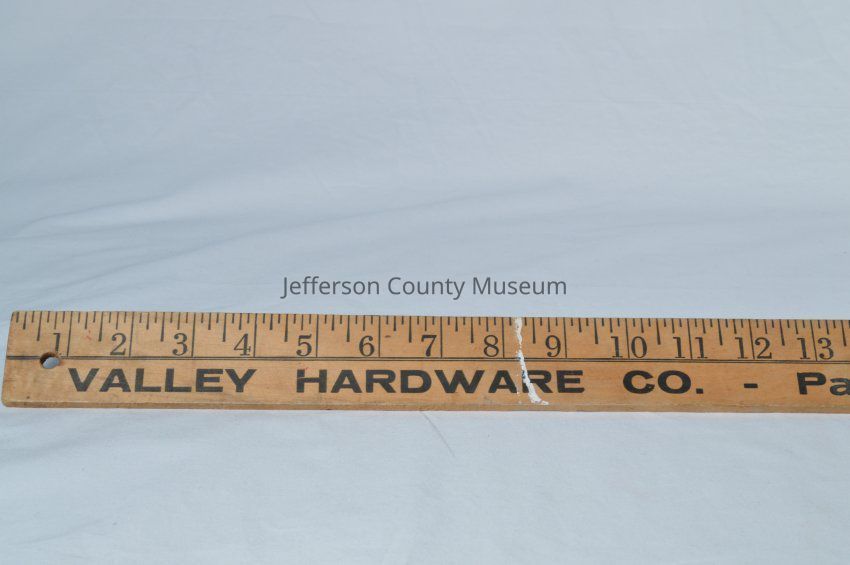 Jefferson County Museum
1 2 3 4 5 6 7 8 9 10 11 12 13
VALLEY HARDWARE CO. - Pa